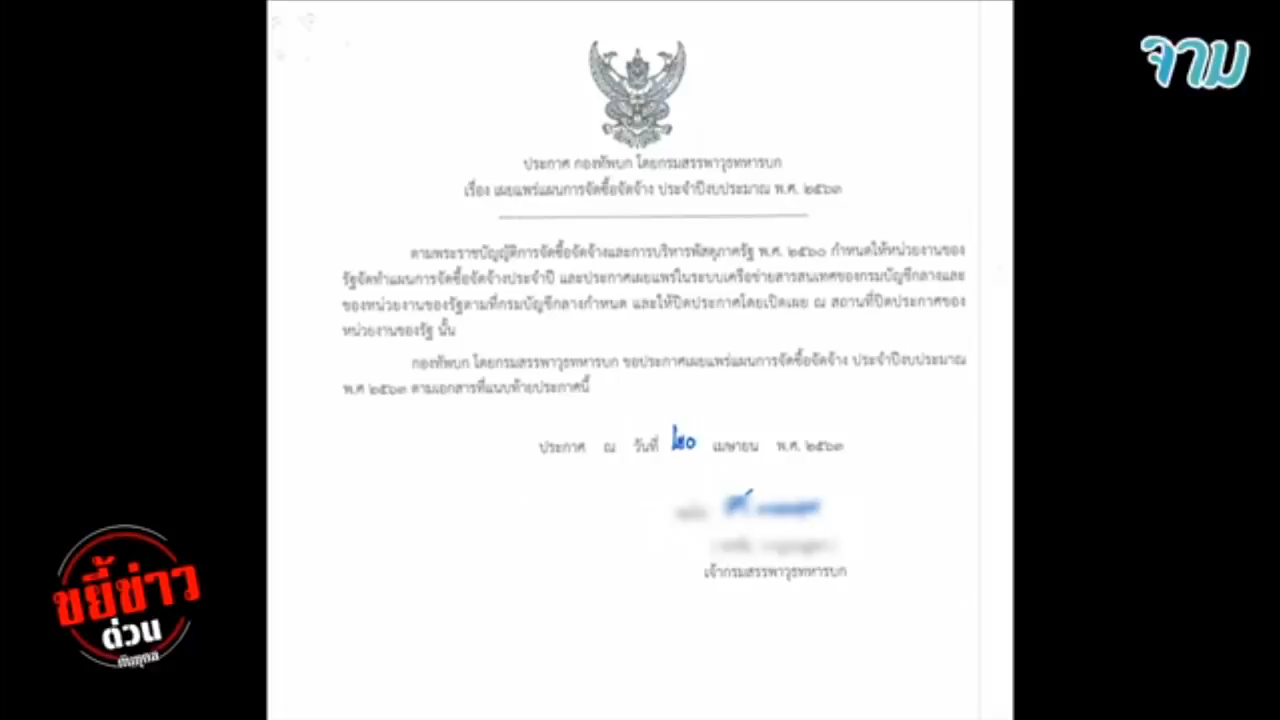 จาม
ประกาศ กองทัพบก โดยกรมสรรพาวุธทหารบก
เรื่อง เผยแพร่แผนการจัดซื้อจัดจ้าง ประจำปีงบประมาณ พ.ศ. ๒๕๖๓
ตามพระราชบัญญัติการจัดซื้อจัดจ้างและการบริหารพัสดุภาครัฐ พ.ศ. ๒๕๖๐ กำหนดให้หน่วยงานของ
รัฐจัดทำแผนการจัดซื้อจัดจ้างประจำปี และประกาศเผยแพร่ในระบบเครือข่ายสารสนเทศของกรมบัญชีกลางและ
ของหน่วยงานของรัฐตามที่กรมบัญชีกลางกำหนด และให้ปิดประกาศโดยเปิดเผย ณ สถานที่ปิดประกาศของ
หน่วยงานของรัฐ นั้น
กองทัพบก โดยกรมสรรพาวุธทหารบก ขอประกาศเผยแพร่แผนการจัดซื้อจัดจ้าง ประจำปีงบประมาณ
พ.ศ ๒๕๖๓ ตามเอกสารที่แนบท้ายประกาศนี้
ประกาศ ณ วันที่ ๒๐ เมษายน พ.ศ. ๒๕๖๓
เจ้ากรมสรรพาวุธทหารบก
ขยี้ข่าว
ด่วน